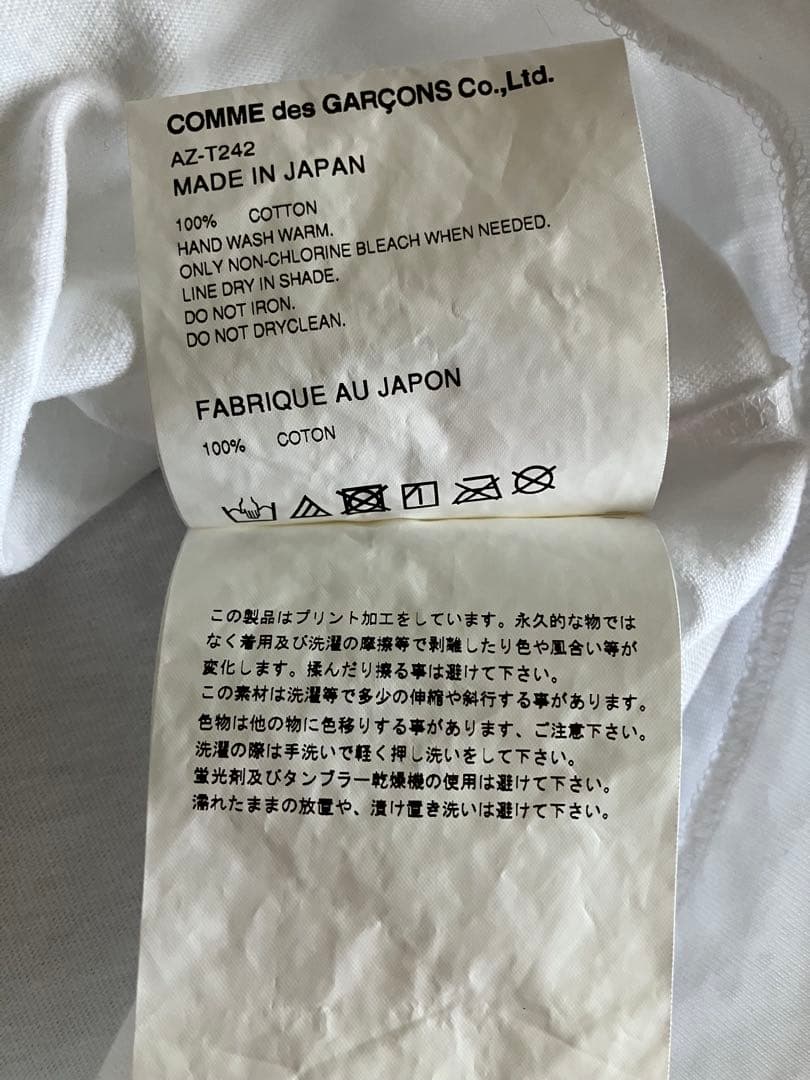 COMME des GARÇONS Co.,Ltd.
AZ-T242
MADE IN JAPAN
100% COTTON
HAND WASH WARM.
ONLY NON-CHLORINE BLEACH WHEN NEEDED.
LINE DRY IN SHADE.
DO NOT IRON.
DO NOT DRYCLEAN.
FABRIQUE AU JAPON
100% COTON
この製品はプリント加工をしています。永久的な物では
なく着用及び洗濯の摩擦等で剥離したり色や風合い等が
変化します。揉んだり擦る事は避けて下さい。
この素材は洗濯等で多少の伸縮や斜行する事があります。
色物は他の物に色移りする事があります、ご注意下さい。
洗濯の際は手洗いで軽く押し洗いをして下さい。
蛍光剤及びタンブラー乾燥機の使用は避けて下さい。
濡れたままの放置や、漬け置き洗いは避けて下さい。